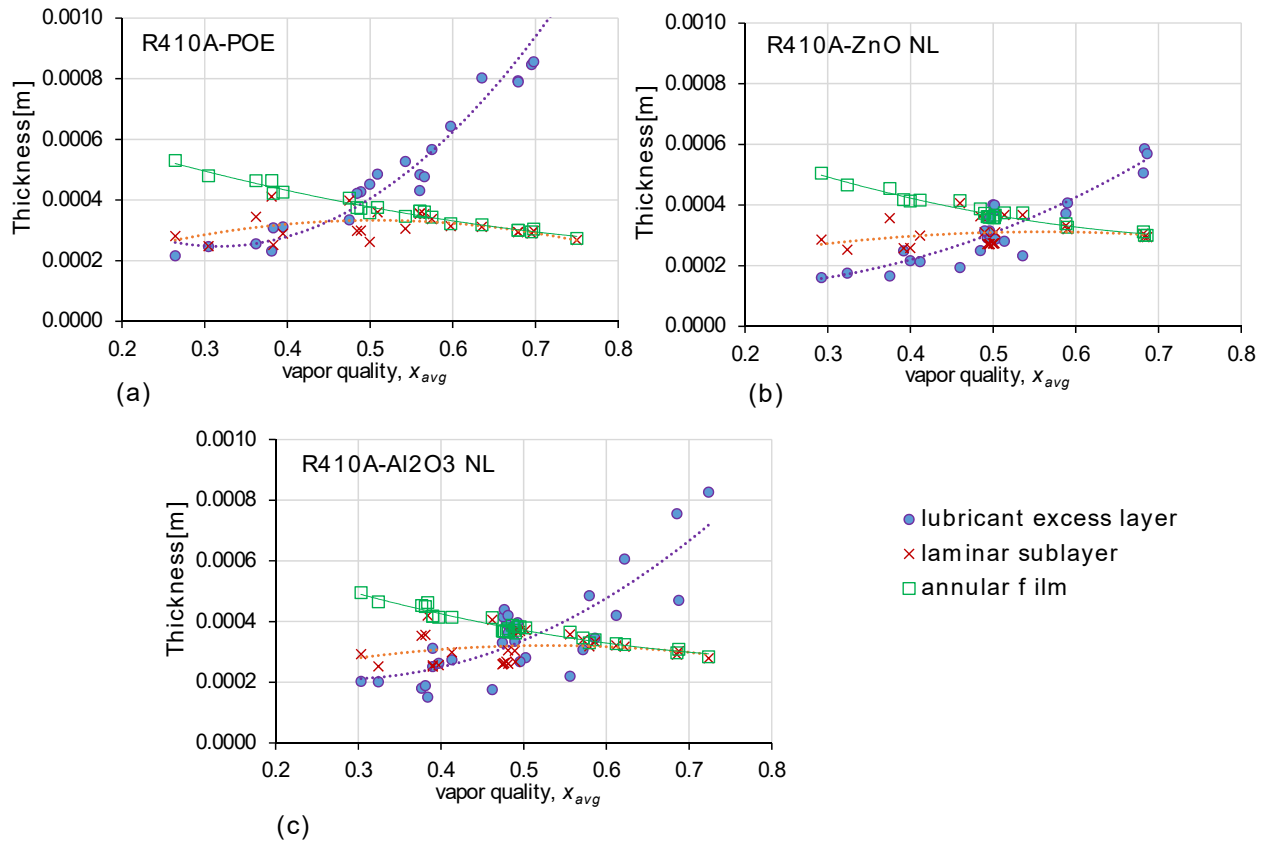 R410A-POE
Thickness[m]
0.0010
0.0008
0.0006
0.0004
0.0002
0.0000
0.2 0.3 0.4 0.5 0.6 0.7 0.8
vapor quality, xavg
(a)
R410A-ZnO NL
Thickness[m]
0.0010
0.0008
0.0006
0.0004
0.0002
0.0000
0.2 0.3 0.4 0.5 0.6 0.7 0.8
vapor quality, xavg
(b)
R410A-Al2O3 NL
Thickness[m]
0.0010
0.0008
0.0006
0.0004
0.0002
0.0000
0.2 0.3 0.4 0.5 0.6 0.7 0.8
vapor quality, xavg
(c)
lubricant excess layer
laminar sublayer
annular f ilm